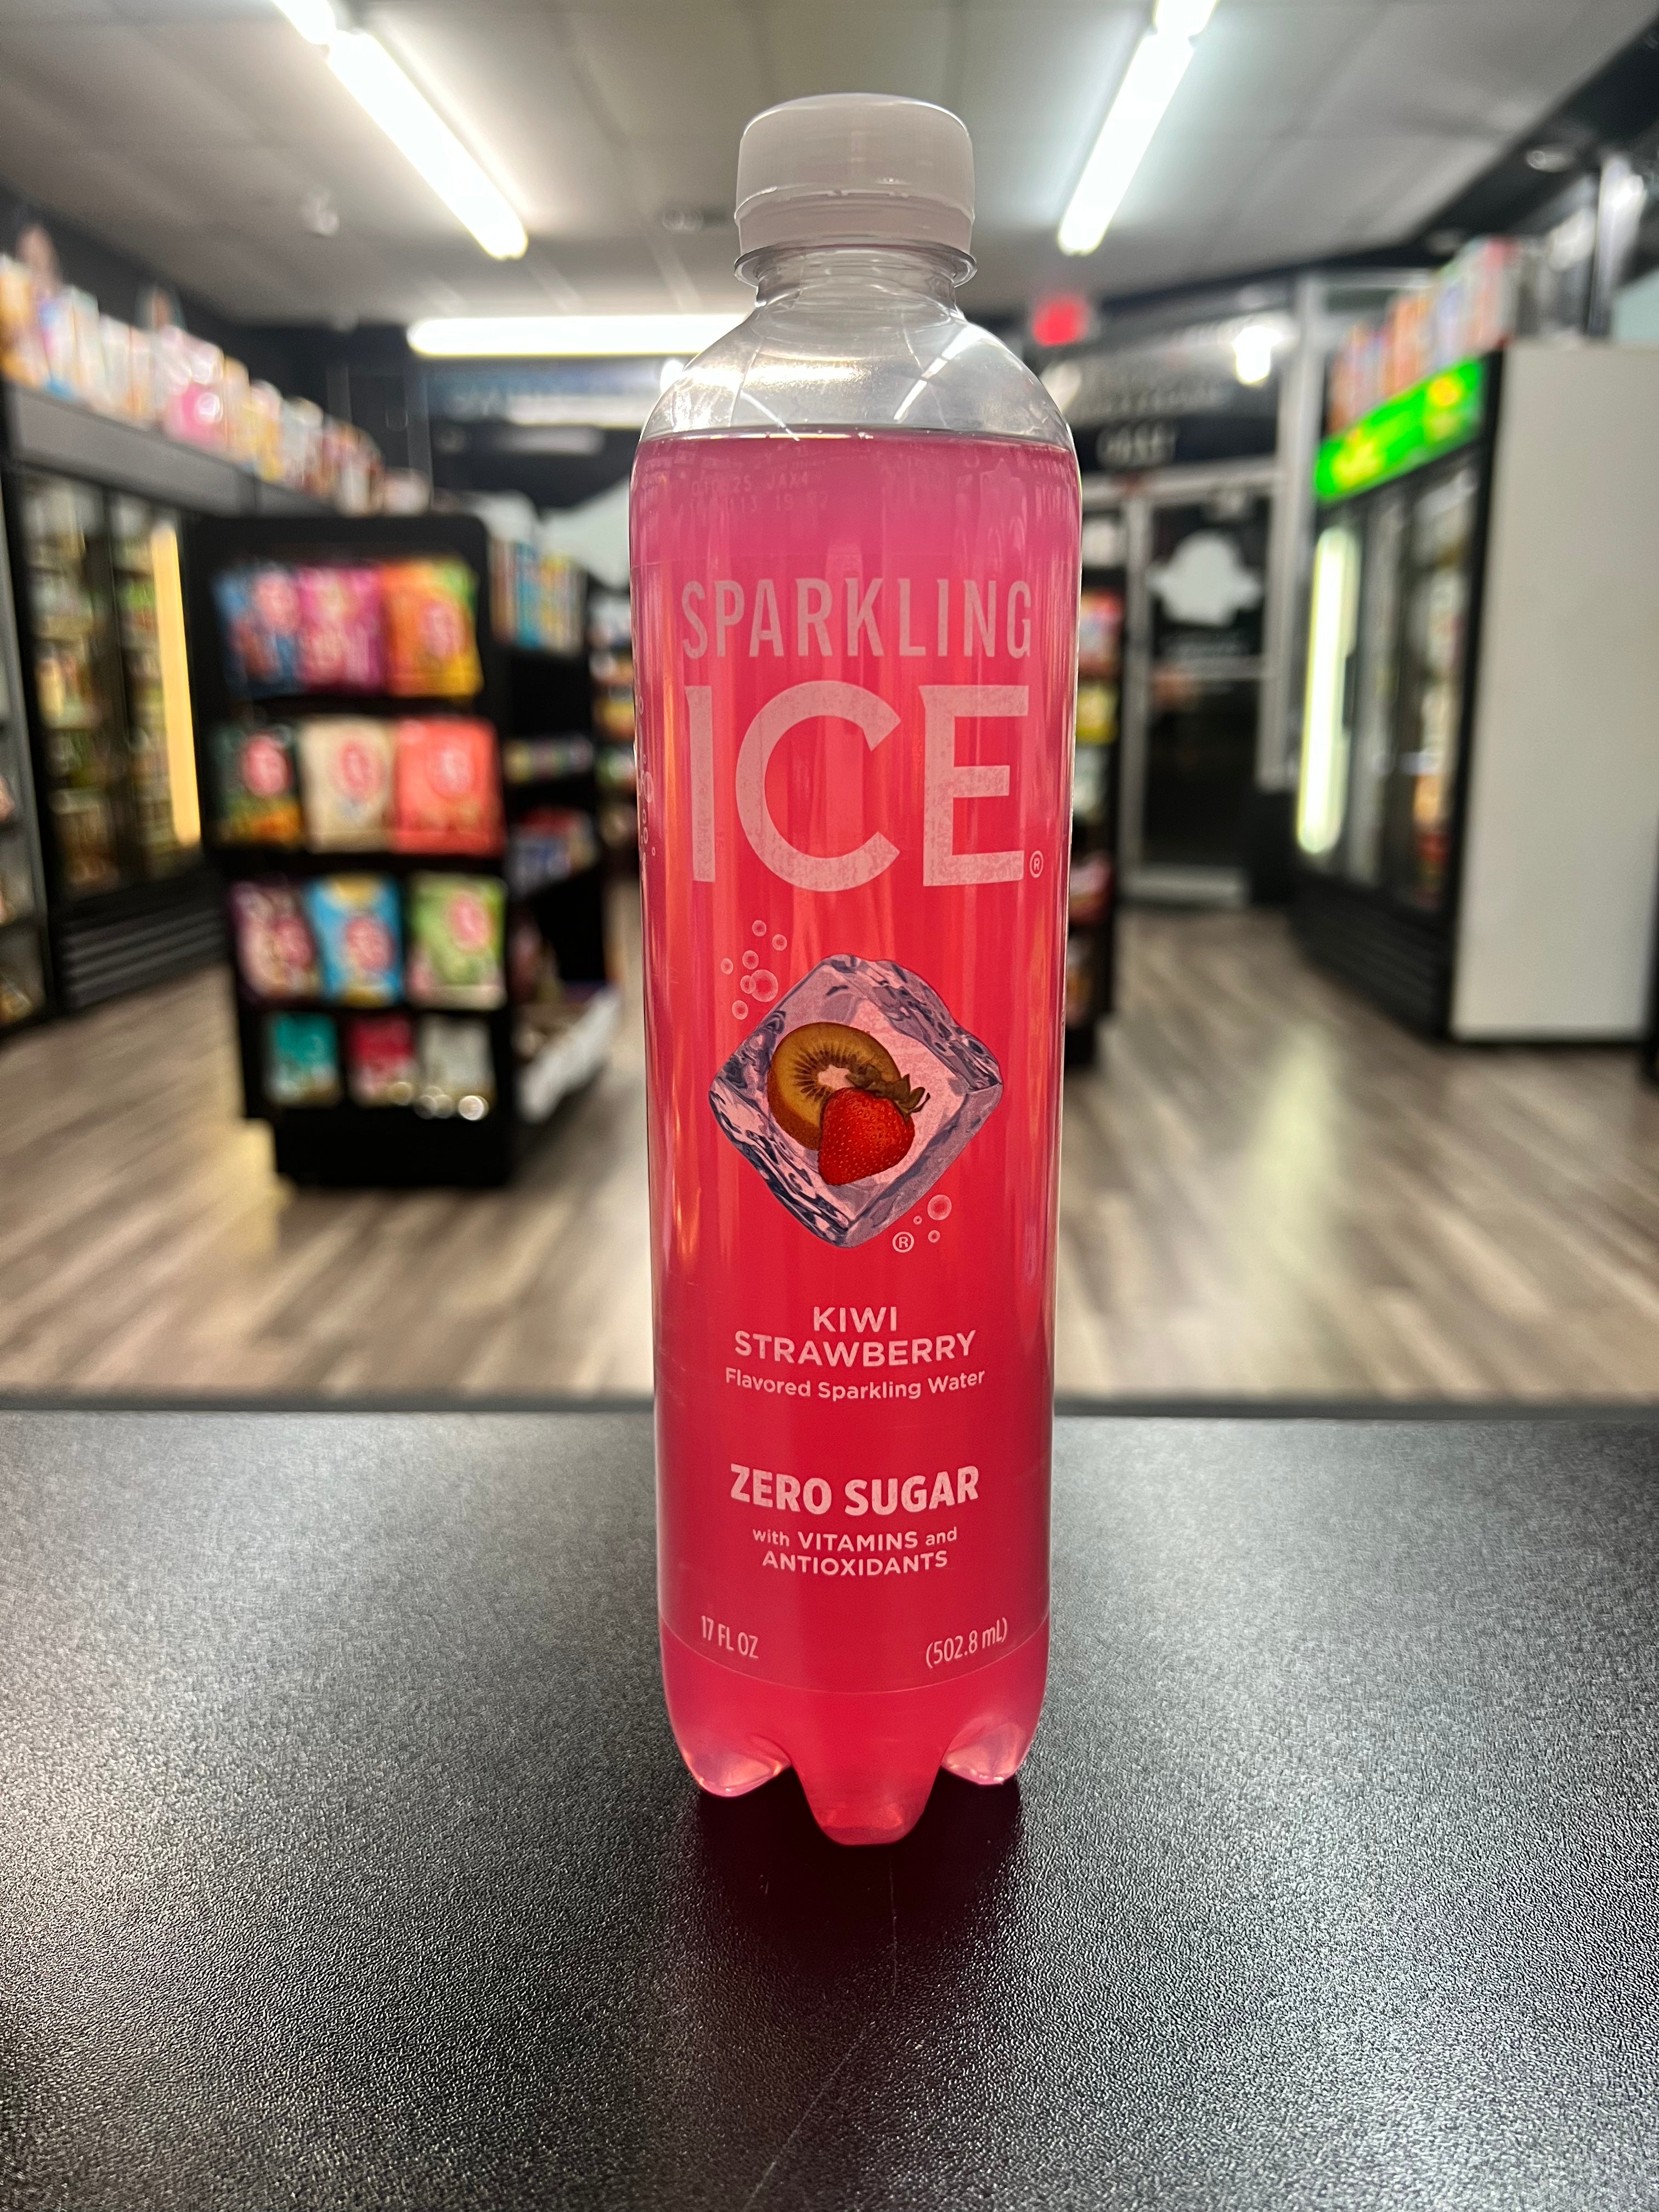 SPARKLING
ICE®
®
KIWI
STRAWBERRY
Flavored Sparkling Water
ZERO SUGAR
with VITAMINS and
ANTIOXIDANTS
17 FL OZ (502.8 mL)